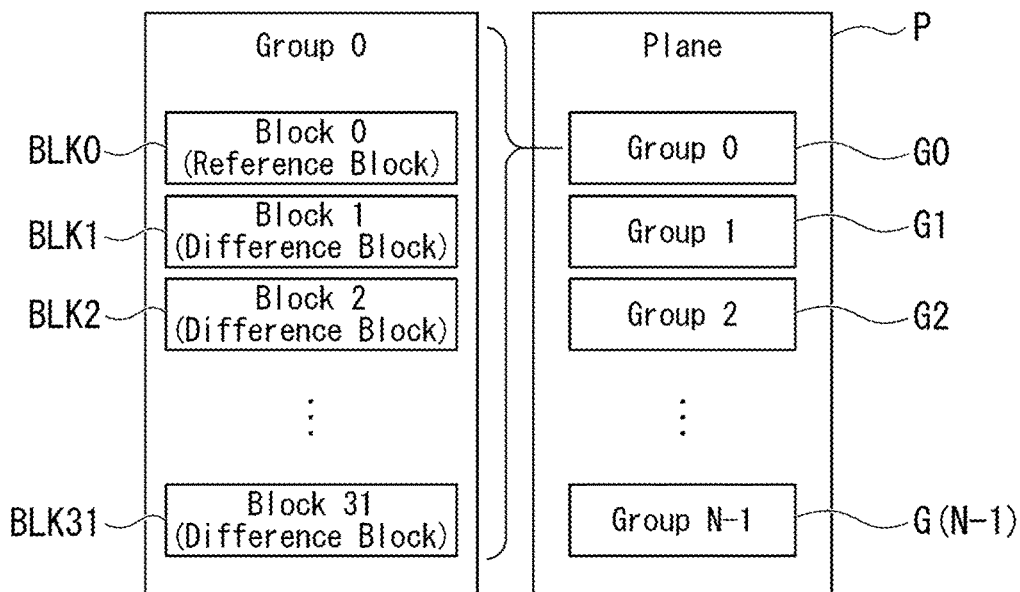 Group 0
Plane
P
BLK0
Block 0
(Reference Block)
Group 0
G0
BLK1
Block 1
(Difference Block)
Group 1
G1
BLK2
Block 2
(Difference Block)
Group 2
G2
⋮
⋮
BLK31
Block 31
(Difference Block)
Group N-1
G(N-1)